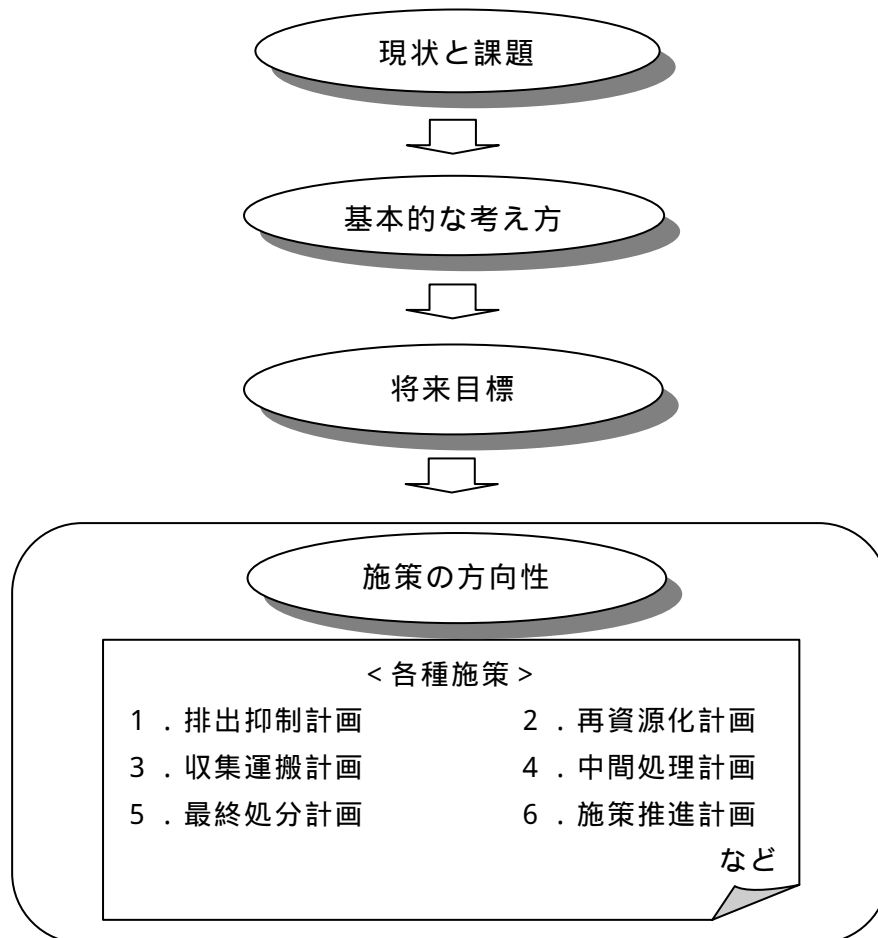 現状と課題
基本的な考え方
将来目標
施策の方向性
<各種施策>
1．排出抑制計画 2．再資源化計画
3．収集運搬計画 4．中間処理計画
5．最終処分計画 6．施策推進計画
など